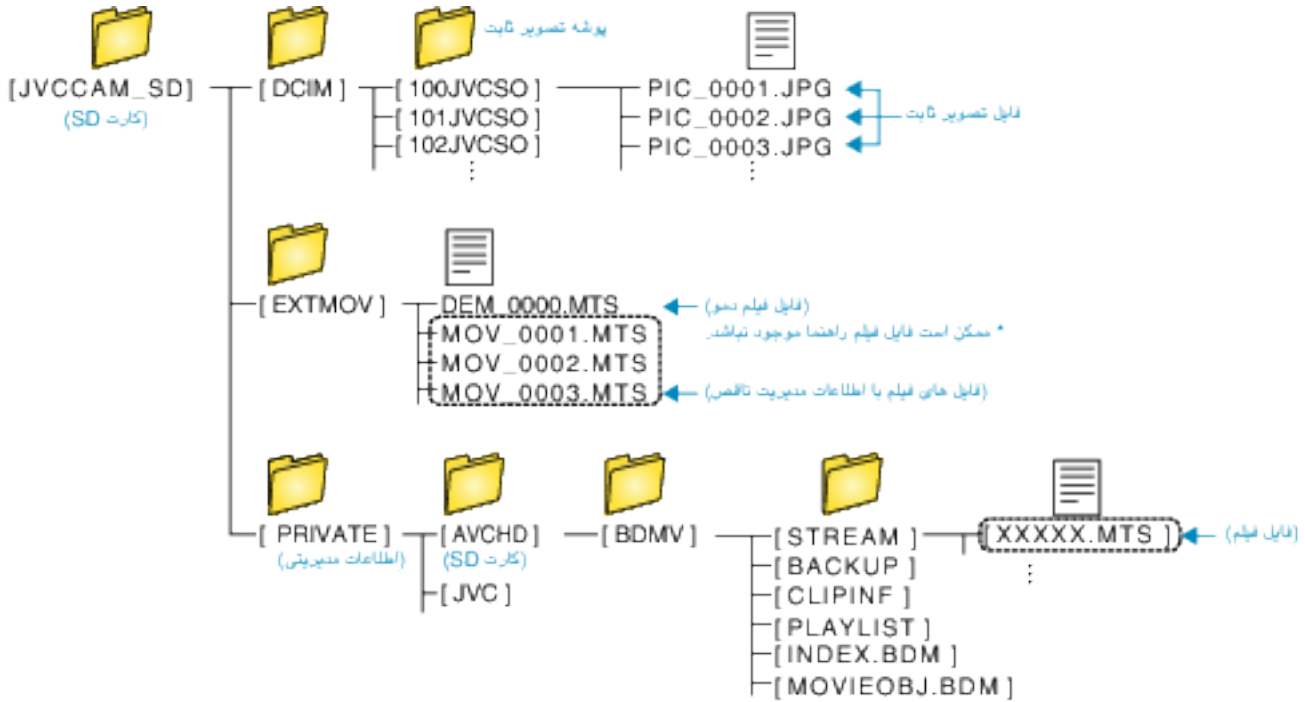 پوشه تصویر ثابت
[JVCCAM_SD] [DCIM] [100JVCSO] PIC_0001.JPG
(کارت SD) [101JVCSO] PIC_0002.JPG فایل تصویر ثابت
[102JVCSO] PIC_0003.JPG
[EXTMOV] DEM_0000.MTS (فایل فیلم دمو)
MOV_0001.MTS * ممکن است فایل فیلم راهنما موجود نباشد.
MOV_0002.MTS
MOV_0003.MTS (فایل های فیلم با اطلاعات مدیریت ناقص)
[PRIVATE] [AVCHD] [BDMV] [STREAM] [XXXXX.MTS] (فایل فیلم)
(اطلاعات مدیریتی) (کارت SD) [BACKUP]
[JVC] [CLIPINF]
[PLAYLIST]
[INDEX.BDM]
[MOVIEOBJ.BDM]